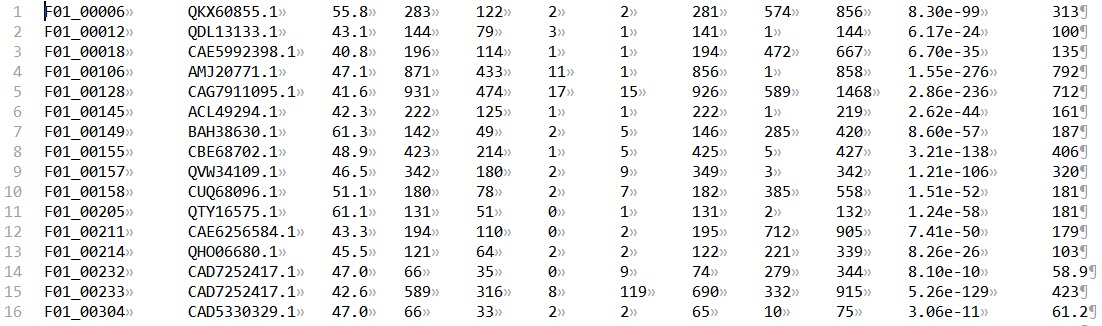 1 F01_00006» QKX60855.1» 55.8» 283» 122» 2» 2» 281» 574» 856» 8.30e-99» 313¶
2 F01_00012» QDL13133.1» 43.1» 144» 79» 3» 1» 141» 1» 144» 6.17e-24» 100¶
3 F01_00018» CAE5992398.1» 40.8» 196» 114» 1» 1» 194» 472» 667» 6.70e-35» 135¶
4 F01_00106» AMJ20771.1» 47.1» 871» 433» 11» 1» 856» 1» 858» 1.55e-276» 792¶
5 F01_00128» CAG7911095.1» 41.6» 931» 474» 17» 15» 926» 589» 1468» 2.86e-236» 712¶
6 F01_00145» ACL49294.1» 42.3» 222» 125» 1» 1» 222» 1» 219» 2.62e-44» 161¶
7 F01_00149» BAH38630.1» 61.3» 142» 49» 2» 5» 146» 285» 420» 8.60e-57» 187¶
8 F01_00155» CBE68702.1» 48.9» 423» 214» 1» 5» 425» 5» 427» 3.21e-138» 406¶
9 F01_00157» QVW34109.1» 46.5» 342» 180» 2» 9» 349» 3» 342» 1.21e-106» 320¶
10 F01_00158» CUQ68096.1» 51.1» 180» 78» 2» 7» 182» 385» 558» 1.51e-52» 181¶
11 F01_00205» QTY16575.1» 61.1» 131» 51» 0» 1» 131» 2» 132» 1.24e-58» 181¶
12 F01_00211» CAE6256584.1» 43.3» 194» 110» 0» 2» 195» 712» 905» 7.41e-50» 179¶
13 F01_00214» QHO06680.1» 45.5» 121» 64» 2» 2» 122» 221» 339» 8.26e-26» 103¶
14 F01_00232» CAD7252417.1» 47.0» 66» 35» 0» 9» 74» 279» 344» 8.10e-10» 58.9¶
15 F01_00233» CAD7252417.1» 42.6» 589» 316» 8» 119» 690» 332» 915» 5.26e-129» 423¶
16 F01_00304» CAD5330329.1» 47.0» 66» 33» 2» 2» 65» 10» 75» 3.06e-11» 61.2¶